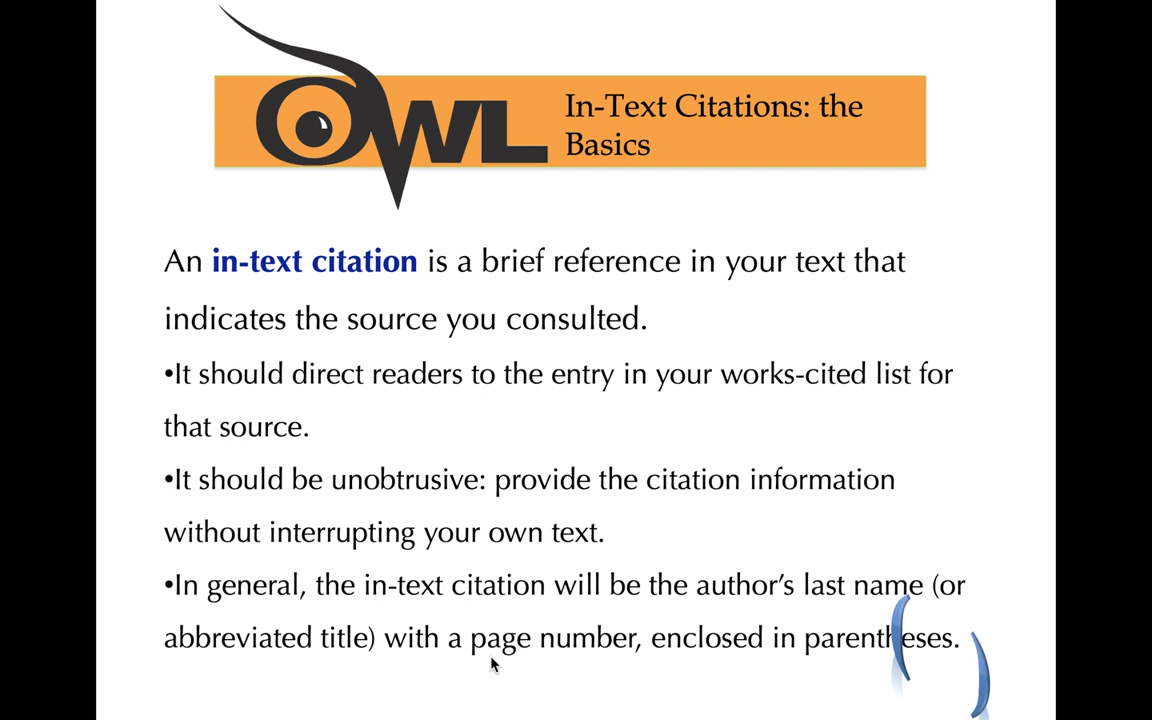 OWL
In-Text Citations: the
Basics
An in-text citation is a brief reference in your text that
indicates the source you consulted.
•It should direct readers to the entry in your works-cited list for
that source.
•It should be unobtrusive: provide the citation information
without interrupting your own text.
•In general, the in-text citation will be the author’s last name (or
abbreviated title) with a page number, enclosed in parentheses.
( )